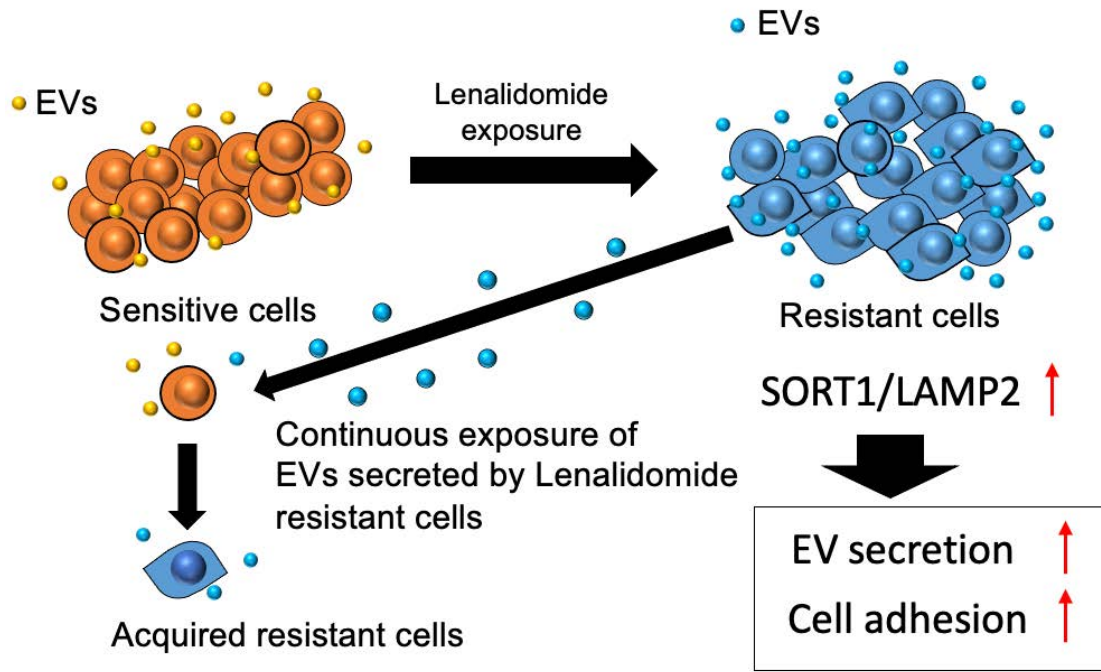 EVs
EVs
Lenalidomide
exposure
Sensitive cells
Resistant cells
SORT1/LAMP2
Continuous exposure of
EVs secreted by Lenalidomide
resistant cells
EV secretion
Cell adhesion
Acquired resistant cells